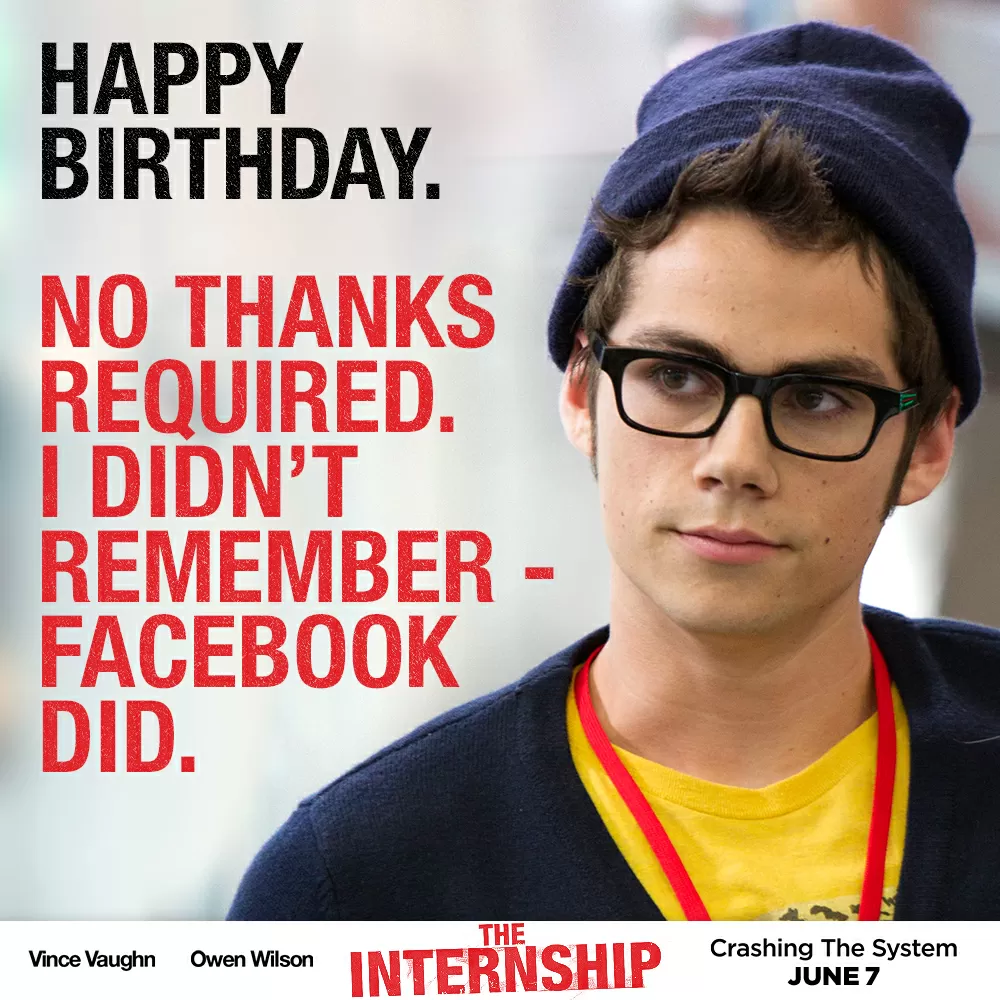 HAPPY
BIRTHDAY.
NO THANKS
REQUIRED.
I DIDN'T
REMEMBER -
FACEBOOK
DID.
Vince Vaughn Owen Wilson
THE
INTERNSHIP
Crashing The System
JUNE 7